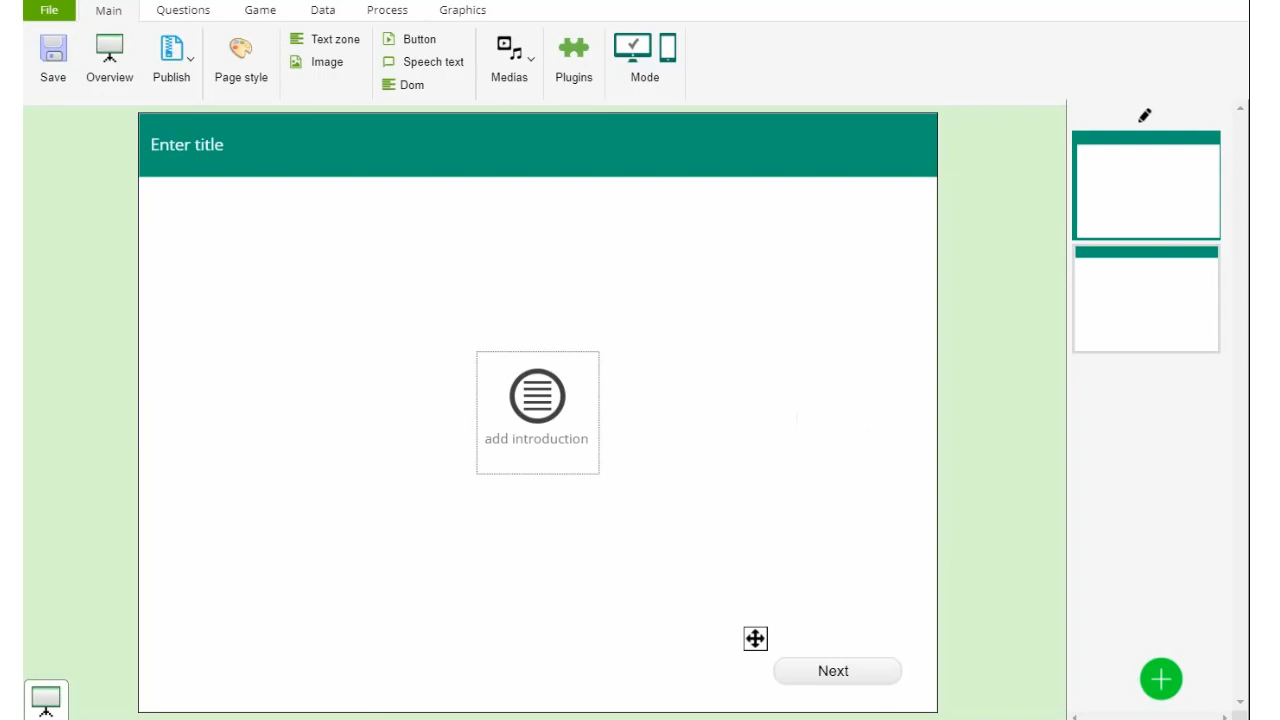 File Main Questions Game Data Process Graphics
Save Overview Publish Page style Text zone Image Button Speech text Dom Medias Plugins Mode
Enter title
add introduction
Next